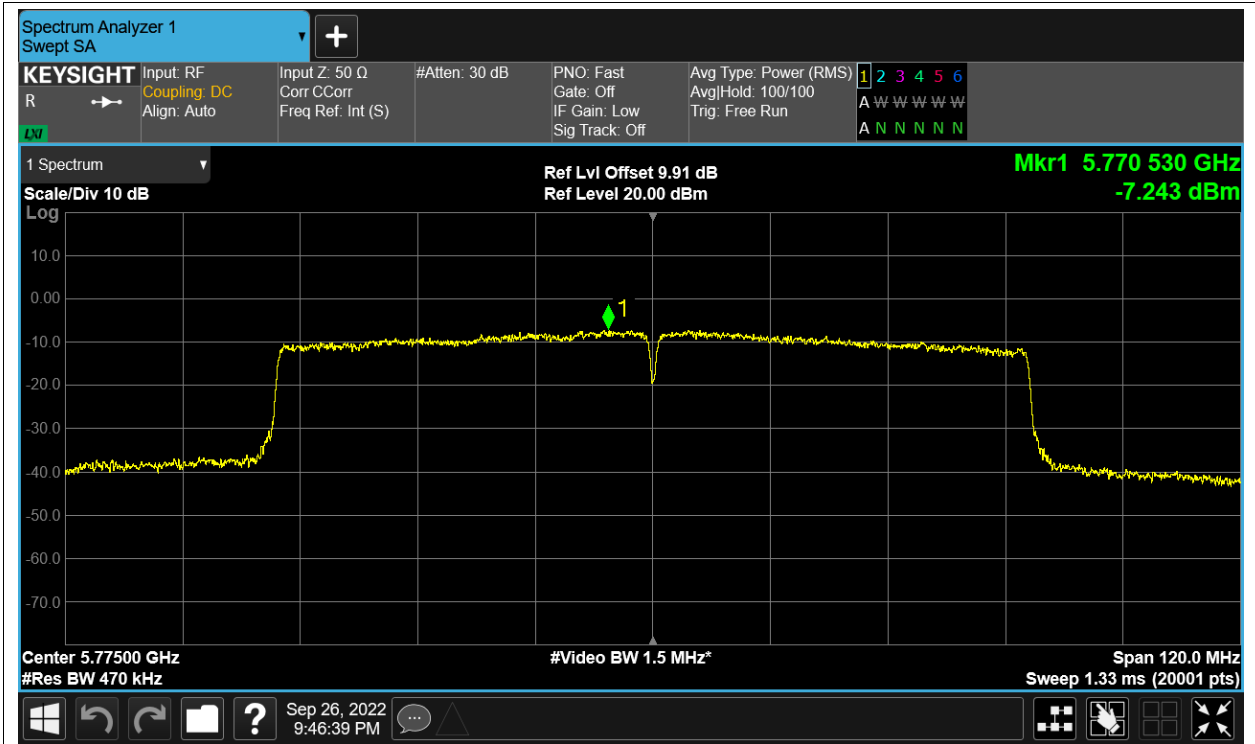 Spectrum Analyzer 1
Swept SA
KEYSIGHT
R
LXI
Input: RF
Coupling: DC
Align: Auto
Input Z: 50 Ω
Corr CCorr
Freq Ref: Int (S)
#Atten: 30 dB
PNO: Fast
Gate: Off
IF Gain: Low
Sig Track: Off
Avg Type: Power (RMS)
Avg|Hold: 100/100
Trig: Free Run
1 2 3 4 5 6
A W W W W W
A N N N N N
1 Spectrum
Scale/Div 10 dB
Log
Ref Lvl Offset 9.91 dB
Ref Level 20.00 dBm
Mkr1 5.770 530 GHz
-7.243 dBm
10.0
0.00
-10.0
-20.0
-30.0
-40.0
-50.0
-60.0
-70.0
1
Center 5.77500 GHz
#Res BW 470 kHz
#Video BW 1.5 MHz*
Span 120.0 MHz
Sweep 1.33 ms (20001 pts)
?
Sep 26, 2022
9:46:39 PM